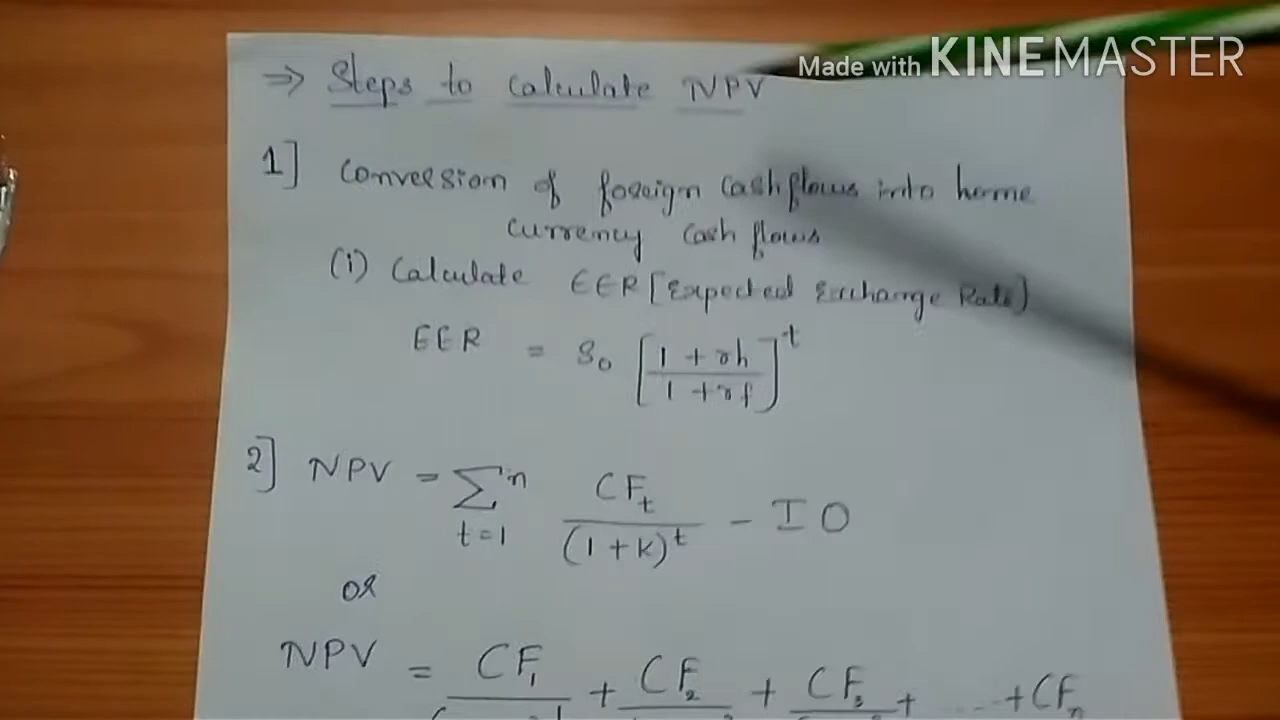 Made with KINEMASTER
⇒ Steps to Calculate NPV
1] Conversion of foreign cashflows into home
currency cash flows
(i) Calculate EER [Expected Exchange Rate]
EER = S₀ [(1 + rh)/(1 + rf)]^t
2] NPV = Σ^n_{t=1} CF_t/(1 + K)^t - IO
or
NPV = CF₁ + CF₂ + CF₃ + .... + CFn